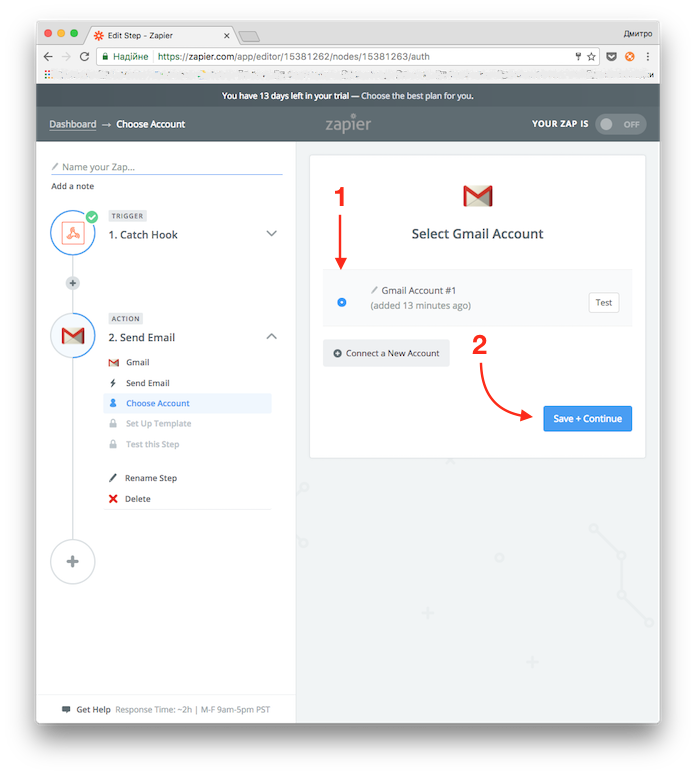 Edit Step - Zapier
Дмитро
Надійне https://zapier.com/app/editor/15381262/nodes/15381263/auth
You have 13 days left in your trial — Choose the best plan for you.
Dashboard → Choose Account
zapier
YOUR ZAP IS
OFF
Name your Zap...
Add a note
TRIGGER
1. Catch Hook
ACTION
2. Send Email
Gmail
Send Email
Choose Account
Set Up Template
Test this Step
Rename Step
Delete
Get Help Response Time: ~2h | M-F 9am-5pm PST
1
Select Gmail Account
Gmail Account #1
(added 13 minutes ago)
Test
Connect a New Account
2
Save + Continue